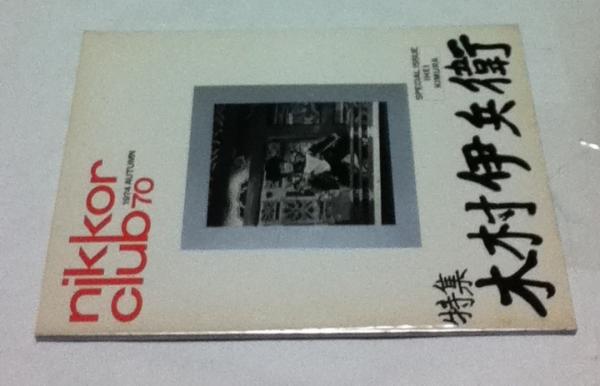 nikkor
club 70
1974 AUTUMN
SPECIAL ISSUE
IHEI
KIMURA
特集
木村伊兵衛